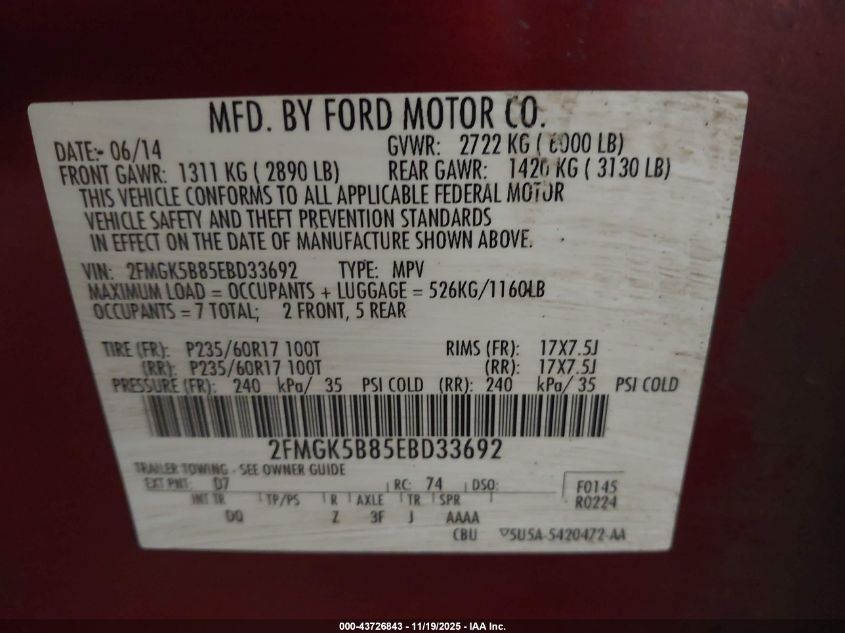 MFD. BY FORD MOTOR CO.
DATE:- 06/14 GVWR: 2722 KG ( 6000 LB)
FRONT GAWR: 1311 KG ( 2890 LB) REAR GAWR: 1420 KG ( 3130 LB)
THIS VEHICLE CONFORMS TO ALL APPLICABLE FEDERAL MOTOR
VEHICLE SAFETY AND THEFT PREVENTION STANDARDS
IN EFFECT ON THE DATE OF MANUFACTURE SHOWN ABOVE.
VIN: 2FMGK5B85EBD33692 TYPE: MPV
MAXIMUM LOAD = OCCUPANTS + LUGGAGE = 526KG/1160LB
OCCUPANTS = 7 TOTAL; 2 FRONT, 5 REAR
TIRE (FR): P235/60R17 100T RIMS (FR): 17X7.5J
(RR): P235/60R17 100T (RR): 17X7.5J
PRESSURE (FR): 240 kPa/ 35 PSI COLD (RR): 240 kPa/ 35 PSI COLD
2FMGK5B85EBD33692
TRAILER TOWING - SEE OWNER GUIDE
EXT PNT: D7 RC: 74 DSO: F0145
INT TR TP/PS R AXLE TR SPR R0224
DQ Z 3F J AAAA
CBU 5U5A-5420472-AA
000-43726843 - 11/19/2025 - IAA Inc.